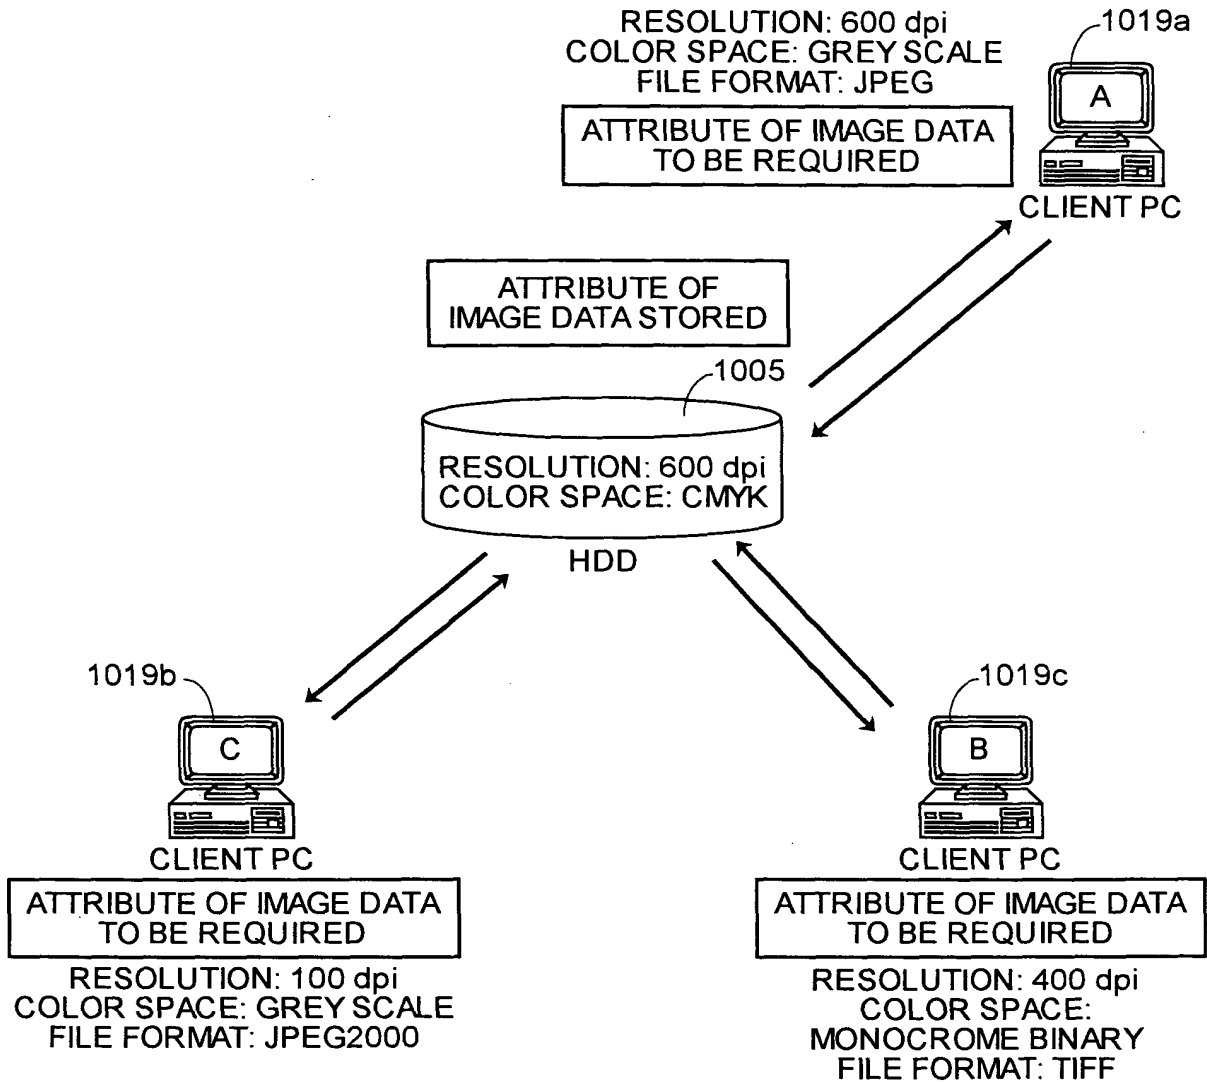 RESOLUTION: 600 dpi
COLOR SPACE: GREY SCALE
FILE FORMAT: JPEG
ATTRIBUTE OF IMAGE DATA
TO BE REQUIRED
1019a
A
CLIENT PC
ATTRIBUTE OF
IMAGE DATA STORED
1005
RESOLUTION: 600 dpi
COLOR SPACE: CMYK
HDD
1019b
C
CLIENT PC
ATTRIBUTE OF IMAGE DATA
TO BE REQUIRED
RESOLUTION: 100 dpi
COLOR SPACE: GREY SCALE
FILE FORMAT: JPEG2000
1019c
B
CLIENT PC
ATTRIBUTE OF IMAGE DATA
TO BE REQUIRED
RESOLUTION: 400 dpi
COLOR SPACE:
MONOCROME BINARY
FILE FORMAT: TIFF